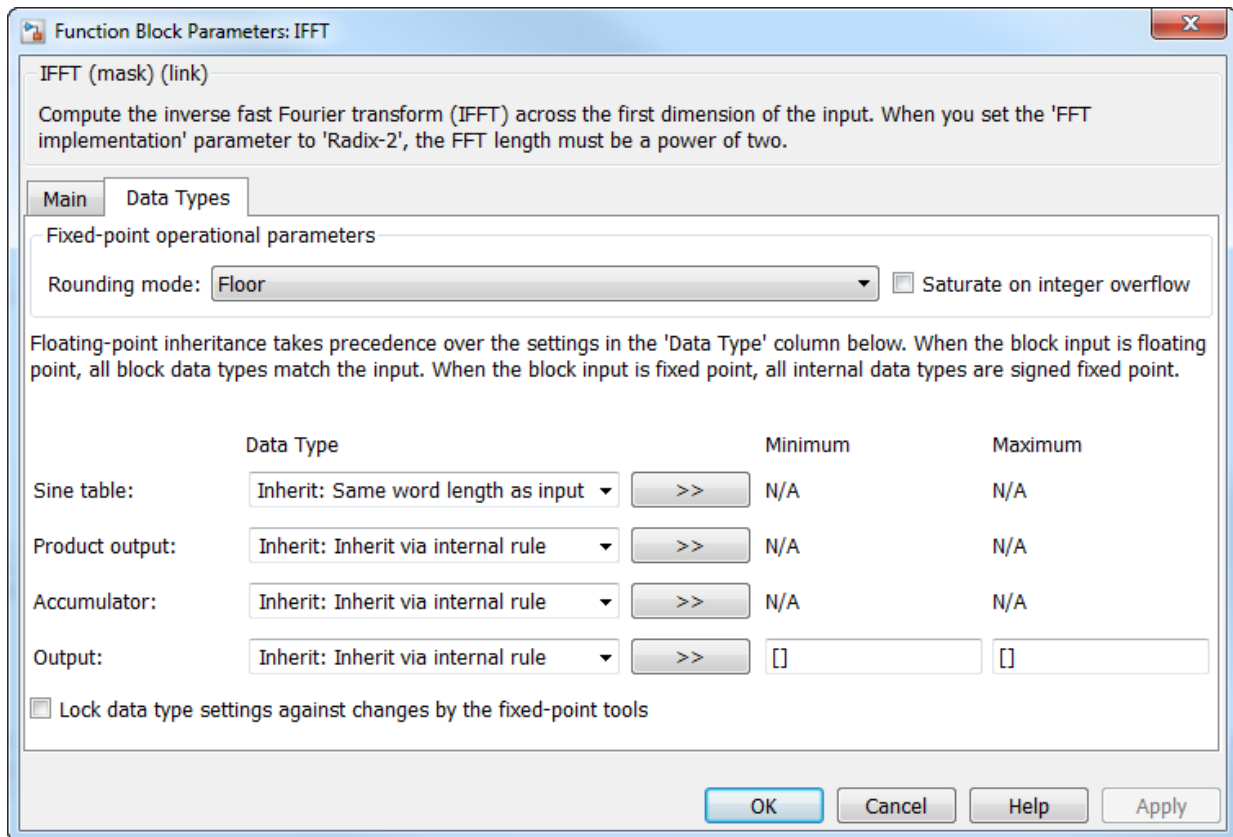 Function Block Parameters: IFFT
IFFT (mask) (link)
Compute the inverse fast Fourier transform (IFFT) across the first dimension of the input. When you set the 'FFT
implementation' parameter to 'Radix-2', the FFT length must be a power of two.
Main Data Types
Fixed-point operational parameters
Rounding mode: Floor Saturate on integer overflow
Floating-point inheritance takes precedence over the settings in the 'Data Type' column below. When the block input is floating
point, all block data types match the input. When the block input is fixed point, all internal data types are signed fixed point.
Data Type Minimum Maximum
Sine table: Inherit: Same word length as input >> N/A N/A
Product output: Inherit: Inherit via internal rule >> N/A N/A
Accumulator: Inherit: Inherit via internal rule >> N/A N/A
Output: Inherit: Inherit via internal rule >> [] []
Lock data type settings against changes by the fixed-point tools
OK Cancel Help Apply